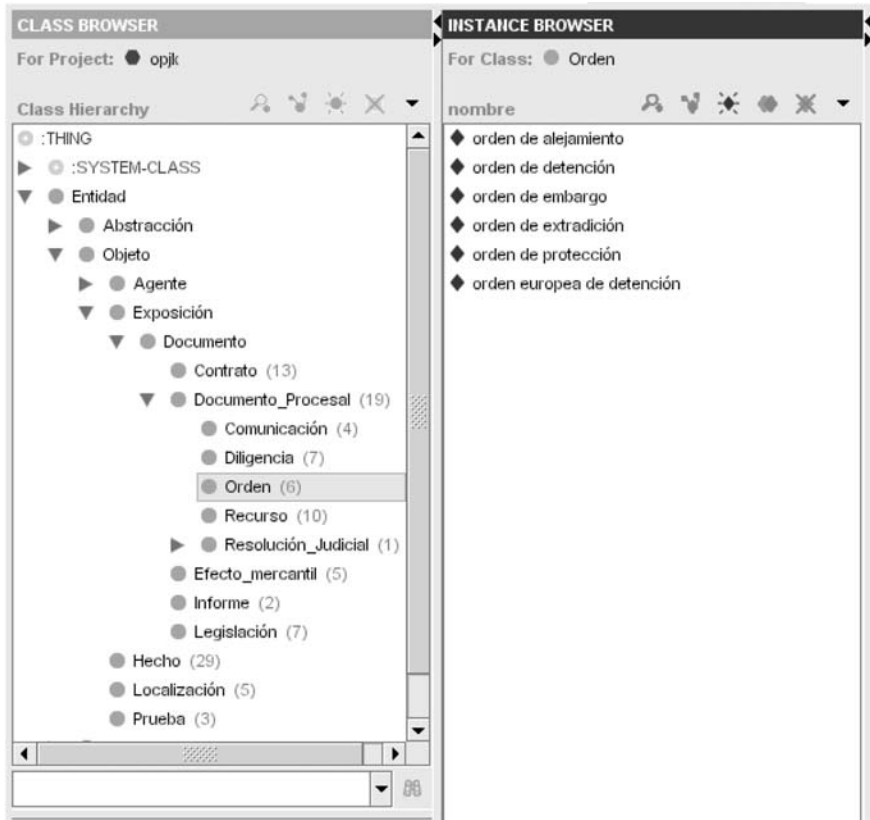 CLASS BROWSER
For Project: opjk
Class Hierarchy
:THING
:SYSTEM-CLASS
Entidad
Abstracción
Objeto
Agente
Exposición
Documento
Contrato (13)
Documento_Procesal (19)
Comunicación (4)
Diligencia (7)
Orden (6)
Recurso (10)
Resolución_Judicial (1)
Efecto_mercantil (5)
Informe (2)
Legislación (7)
Hecho (29)
Localización (5)
Prueba (3)
INSTANCE BROWSER
For Class: Orden
nombre
orden de alejamiento
orden de detención
orden de embargo
orden de extradición
orden de protección
orden europea de detención